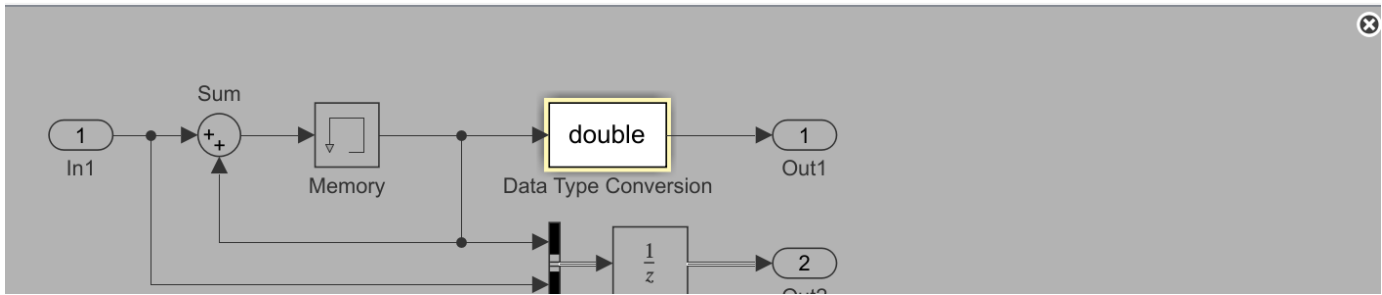 Sum
+
+
1
In1
Memory
double
Data Type Conversion
1
Out1
1
z
2